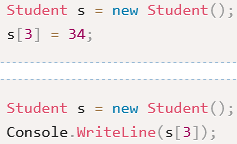 Student s = new Student();
s[3] = 34;
Student s = new Student();
Console.WriteLine(s[3]);